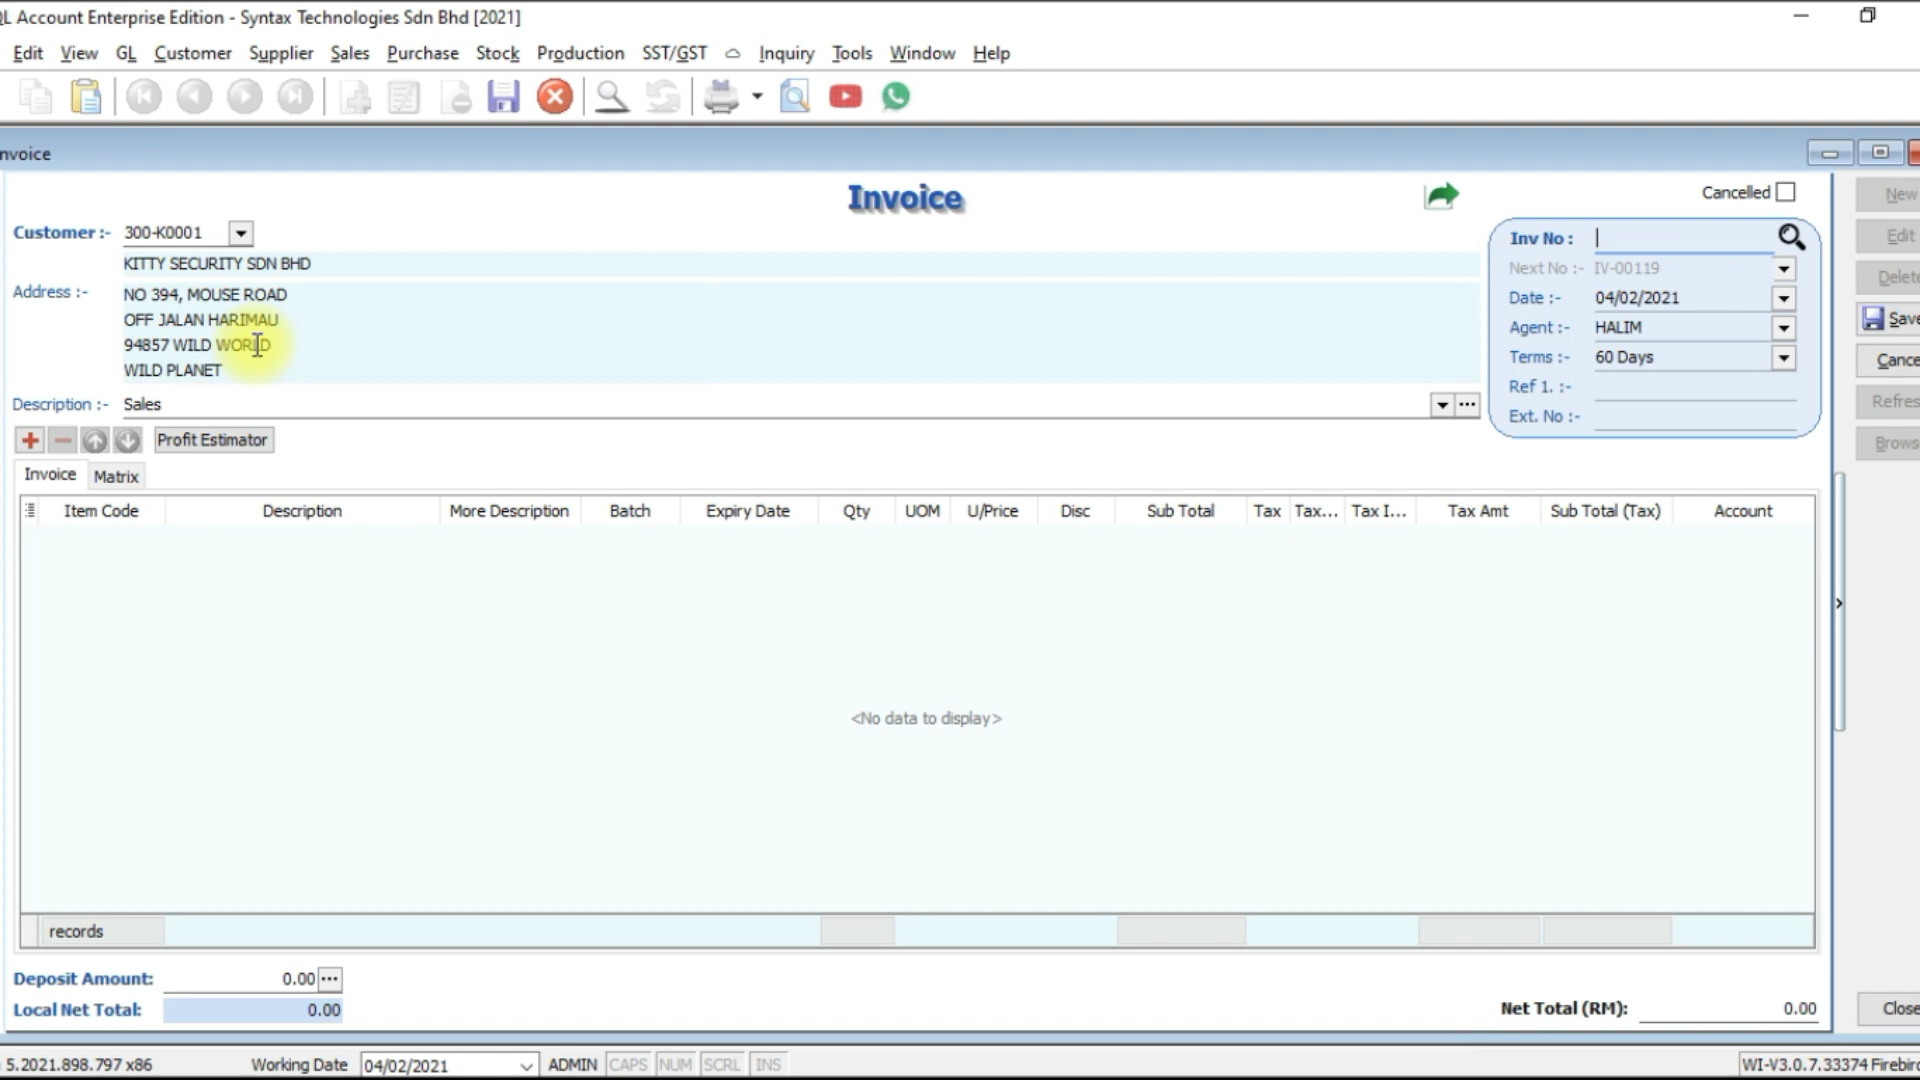 QL Account Enterprise Edition - Syntax Technologies Sdn Bhd [2021]
Edit View GL Customer Supplier Sales Purchase Stock Production SST/GST Inquiry Tools Window Help
nvoice
Invoice
Cancelled
Customer :- 300-K0001
KITTY SECURITY SDN BHD
Address :- NO 394, MOUSE ROAD
OFF JALAN HARIMAU
94857 WILD WORLD
WILD PLANET
Description :- Sales
Inv No :
Next No :- IV-00119
Date :- 04/02/2021
Agent :- HALIM
Terms :- 60 Days
Ref 1. :-
Ext. No :-
New
Edit
Delete
Save
Cance
Refres
Brows
Profit Estimator
Invoice Matrix
Item Code Description More Description Batch Expiry Date Qty UOM U/Price Disc Sub Total Tax Tax... Tax I... Tax Amt Sub Total (Tax) Account
<No data to display>
records
Deposit Amount: 0.00
Local Net Total: 0.00
Net Total (RM): 0.00
Close
5.2021.898.797 x86 Working Date 04/02/2021 ADMIN CAPS NUM SCRL INS WI-V3.0.7.33374 Firebird